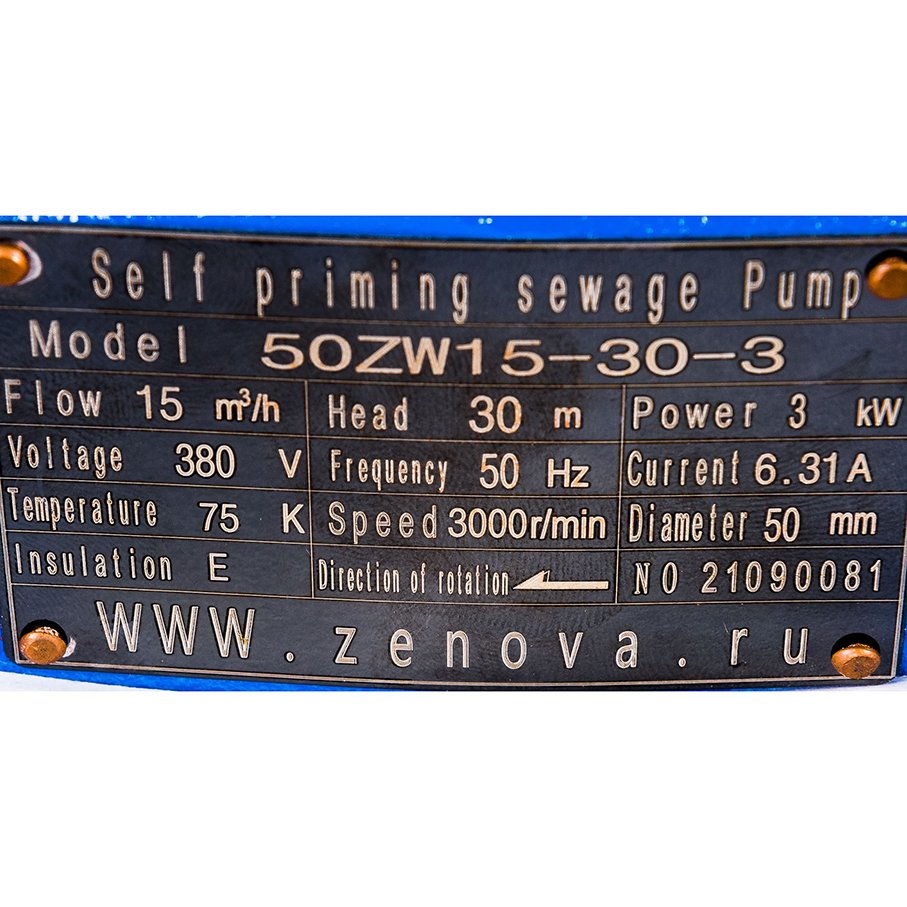 Self priming sewage Pump
Model 50ZW15-30-3
Flow 15 m³/h Head 30 m Power 3 kW
Voltage 380 V Frequency 50 Hz Current 6.31A
Temperature 75 K Speed 3000r/min Diameter 50 mm
Insulation E Direction of rotation NO 21090081
WWW.zenova.ru